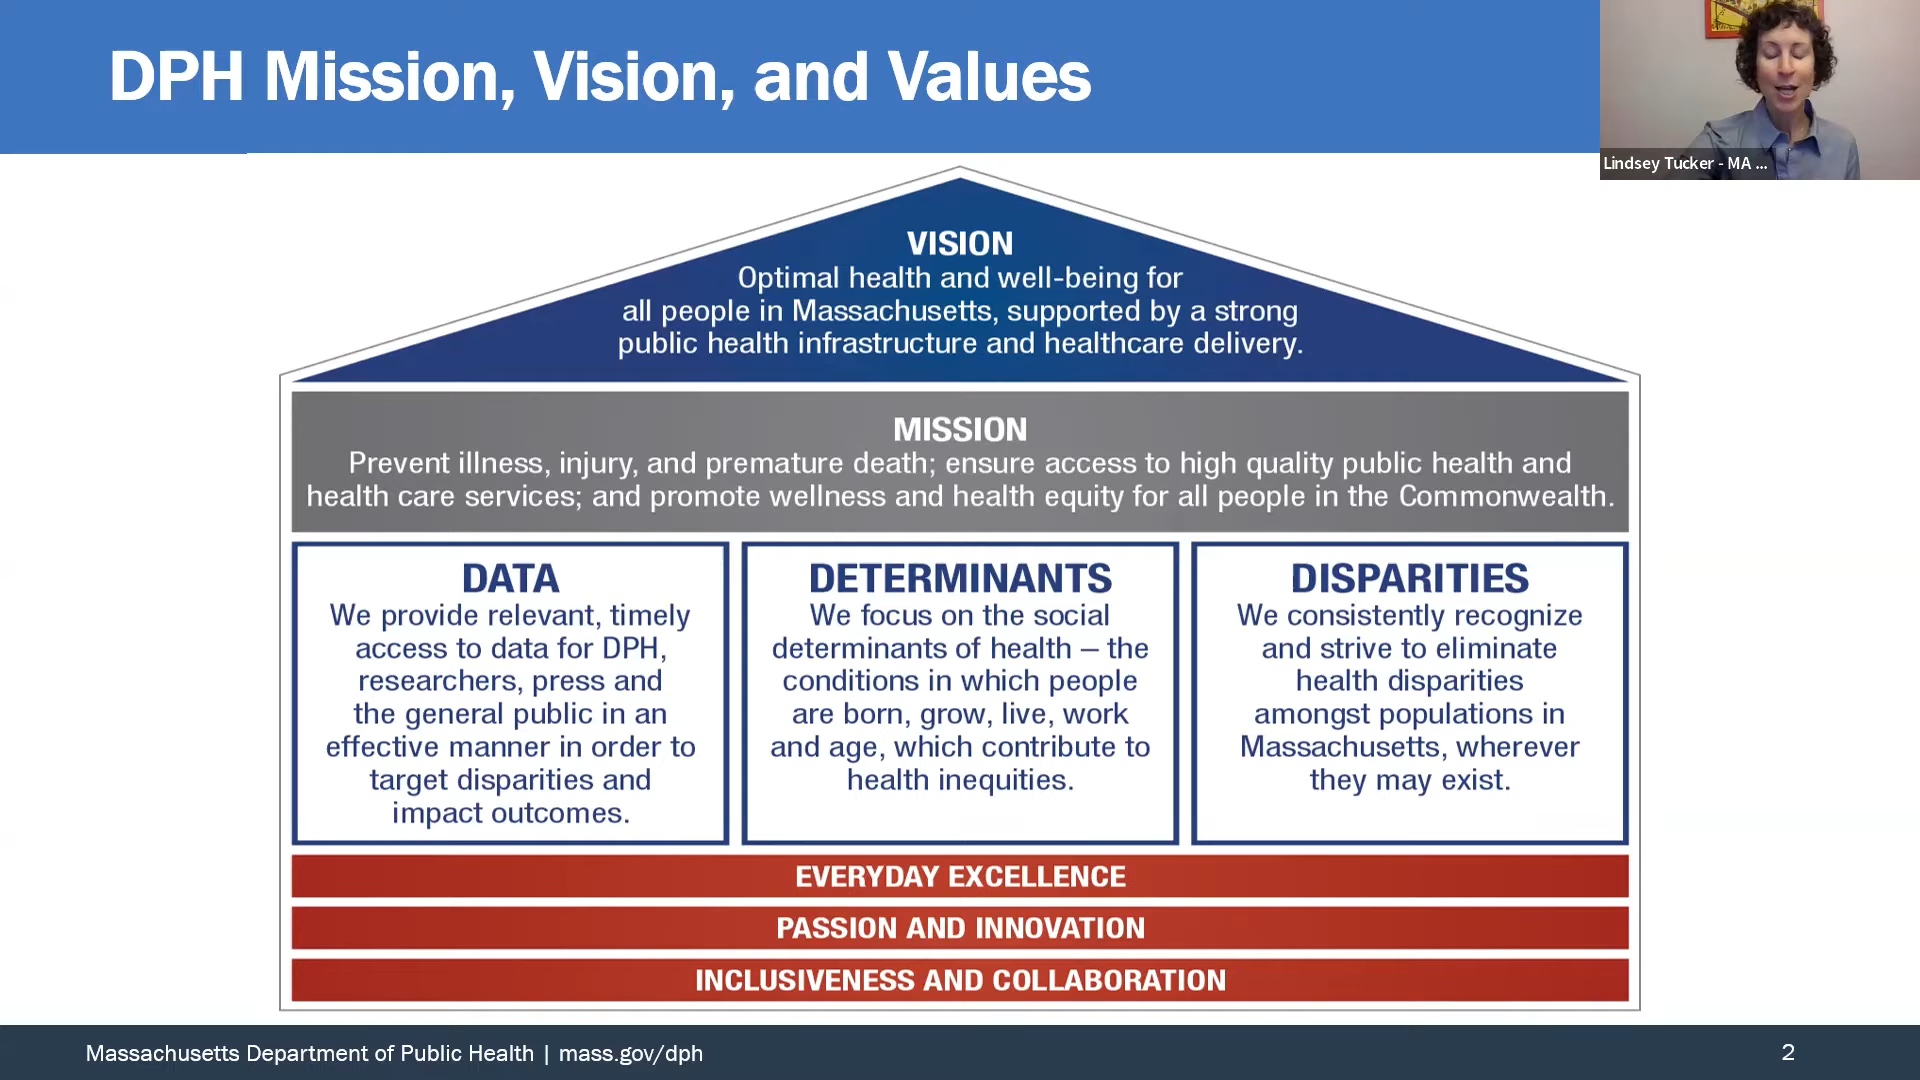 DPH Mission, Vision, and Values
Lindsey Tucker - MA ...
VISION
Optimal health and well-being for
all people in Massachusetts, supported by a strong
public health infrastructure and healthcare delivery.
MISSION
Prevent illness, injury, and premature death; ensure access to high quality public health and
health care services; and promote wellness and health equity for all people in the Commonwealth.
DATA
We provide relevant, timely
access to data for DPH,
researchers, press and
the general public in an
effective manner in order to
target disparities and
impact outcomes.
DETERMINANTS
We focus on the social
determinants of health – the
conditions in which people
are born, grow, live, work
and age, which contribute to
health inequities.
DISPARITIES
We consistently recognize
and strive to eliminate
health disparities
amongst populations in
Massachusetts, wherever
they may exist.
EVERYDAY EXCELLENCE
PASSION AND INNOVATION
INCLUSIVENESS AND COLLABORATION
Massachusetts Department of Public Health | mass.gov/dph
2